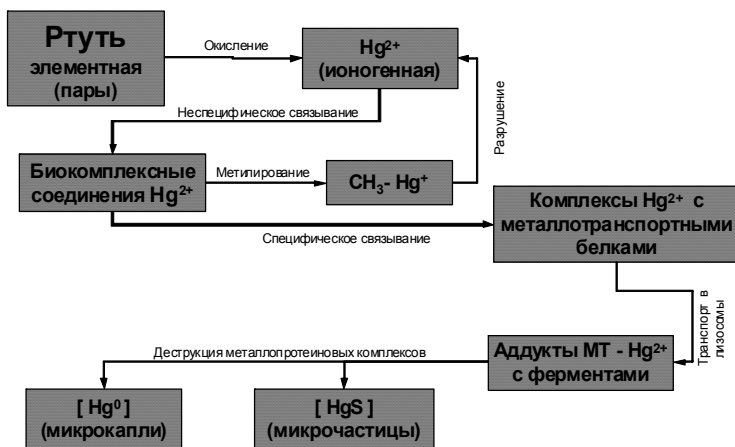 Ртуть
элементная
(пары)
Окисление
Hg²⁺
(ионогенная)
Неспецифическое связывание
Разрушение
Биокомплексные
соединения Hg²⁺
Метилирование
CH₃- Hg⁺
Комплексы Hg²⁺ с
металлотранспортными
белками
Специфическое связывание
Транспорт в
лизосомы
Аддукты МТ - Hg²⁺
с ферментами
Деструкция металлопротеиновых комплексов
[ Hg⁰ ]
(микрокапли)
[ HgS ]
(микрочастицы)